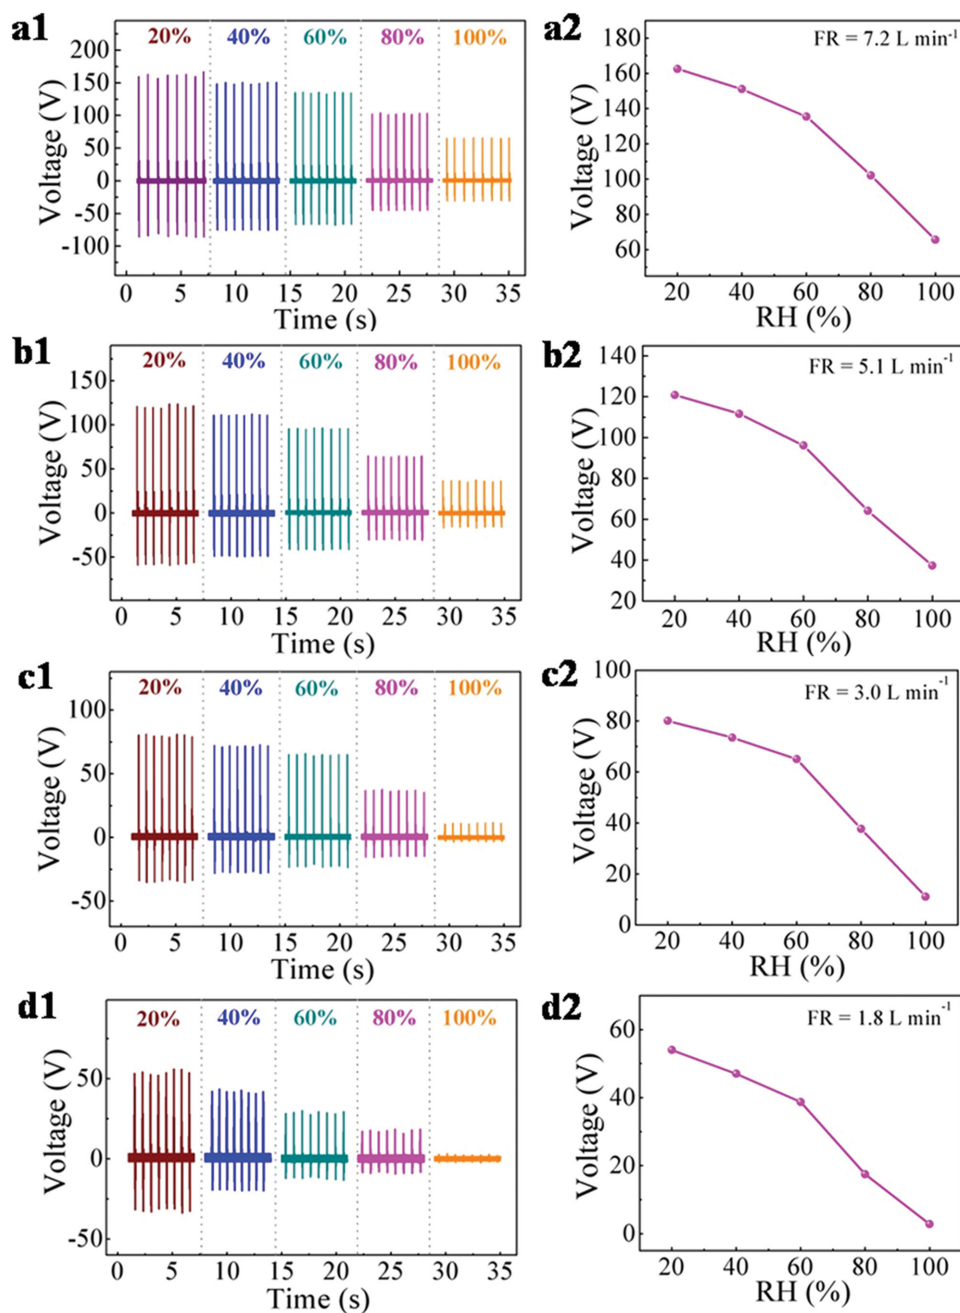 a1
20% 40% 60% 80% 100%
200
150
100
50
0
-50
-100
Voltage (V)
0 5 10 15 20 25 30 35
Time (s)
a2
FR = 7.2 L min⁻¹
180
160
140
120
100
80
60
Voltage (V)
20 40 60 80 100
RH (%)
b1
20% 40% 60% 80% 100%
150
100
50
0
-50
Voltage (V)
0 5 10 15 20 25 30 35
Time (s)
b2
FR = 5.1 L min⁻¹
140
120
100
80
60
40
20
Voltage (V)
20 40 60 80 100
RH (%)
c1
20% 40% 60% 80% 100%
100
50
0
-50
Voltage (V)
0 5 10 15 20 25 30 35
Time (s)
c2
FR = 3.0 L min⁻¹
100
80
60
40
20
0
Voltage (V)
20 40 60 80 100
RH (%)
d1
20% 40% 60% 80% 100%
50
0
-50
Voltage (V)
0 5 10 15 20 25 30 35
Time (s)
d2
FR = 1.8 L min⁻¹
60
40
20
0
Voltage (V)
20 40 60 80 100
RH (%)